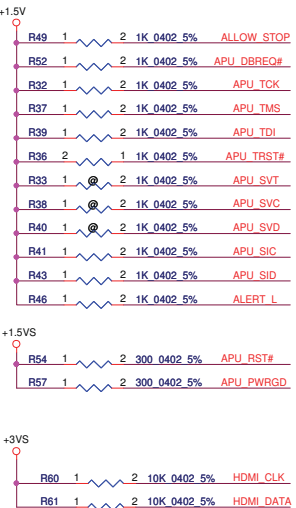 +1.5V
R49 1 2 1K_0402_5% ALLOW_STOP
R52 1 2 1K_0402_5% APU_DBREQ#
R32 1 2 1K_0402_5% APU_TCK
R37 1 2 1K_0402_5% APU_TMS
R39 1 2 1K_0402_5% APU_TDI
R36 2 1 1K_0402_5% APU_TRST#
R33 1 @ 2 1K_0402_5% APU_SVT
R38 1 @ 2 1K_0402_5% APU_SVC
R40 1 @ 2 1K_0402_5% APU_SVD
R41 1 2 1K_0402_5% APU_SIC
R43 1 2 1K_0402_5% APU_SID
R46 1 2 1K_0402_5% ALERT_L
+1.5VS
R54 1 2 300_0402_5% APU_RST#
R57 1 2 300_0402_5% APU_PWRGD
+3VS
R60 1 2 10K_0402_5% HDMI_CLK
R61 1 2 10K_0402_5% HDMI_DATA